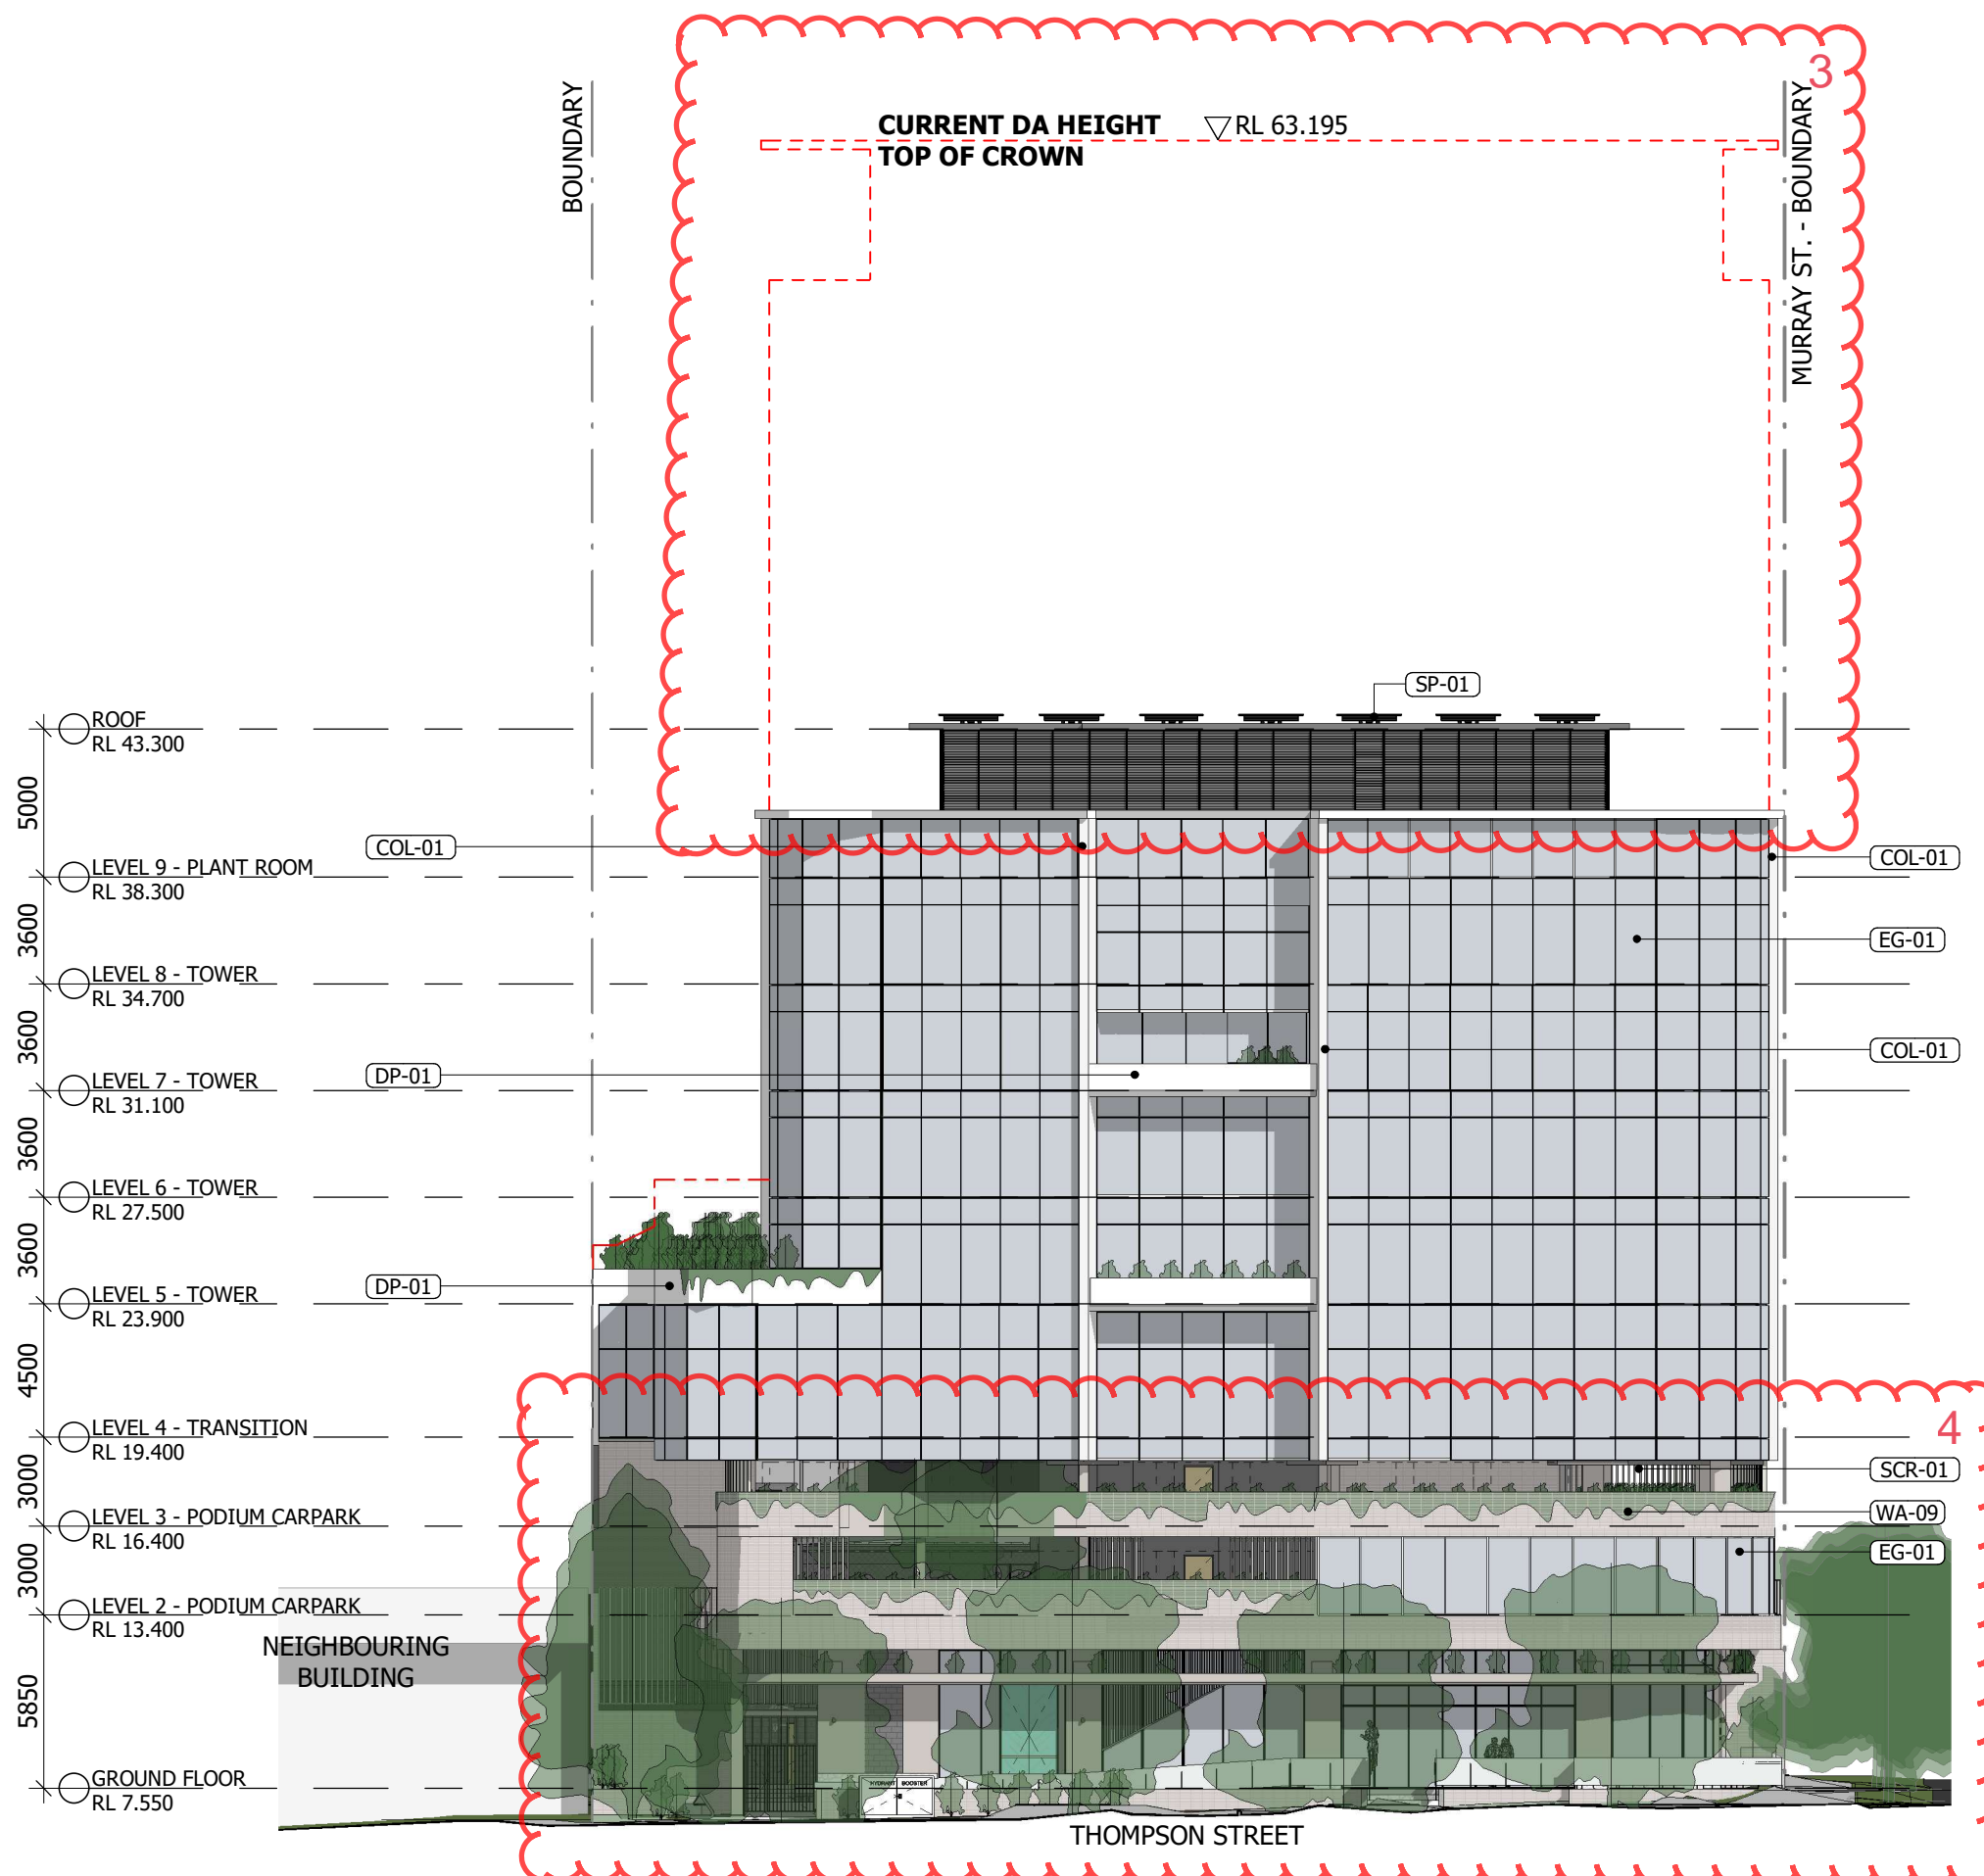 3
BOUNDARY
MURRAY ST. - BOUNDARY
CURRENT DA HEIGHT RL 63.195
TOP OF CROWN
SP-01
ROOF
RL 43.300
5000
COL-01
COL-01
LEVEL 9 - PLANT ROOM
RL 38.300
3600
EG-01
LEVEL 8 - TOWER
RL 34.700
3600
COL-01
DP-01
LEVEL 7 - TOWER
RL 31.100
3600
LEVEL 6 - TOWER
RL 27.500
3600
DP-01
LEVEL 5 - TOWER
RL 23.900
4500
4
LEVEL 4 - TRANSITION
RL 19.400
3000
SCR-01
WA-09
LEVEL 3 - PODIUM CARPARK
RL 16.400
3000
EG-01
LEVEL 2 - PODIUM CARPARK
RL 13.400
NEIGHBOURING
BUILDING
5850
GROUND FLOOR
RL 7.550
HYDRANT BOOSTER
THOMPSON STREET